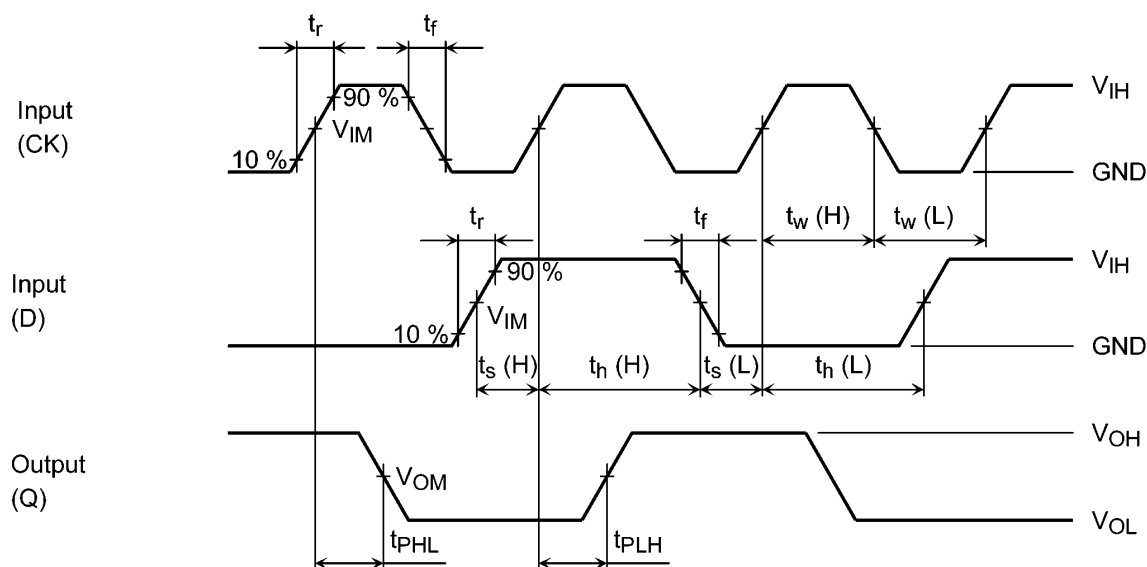 tr
tf
Input
(CK)
90 %
VIM
10 %
VIH
GND
tr
tf
tw (H)
tw (L)
Input
(D)
90 %
VIM
10 %
VIH
GND
ts (H)
th (H)
ts (L)
th (L)
Output
(Q)
VOM
VOH
VOL
tPHL
tPLH